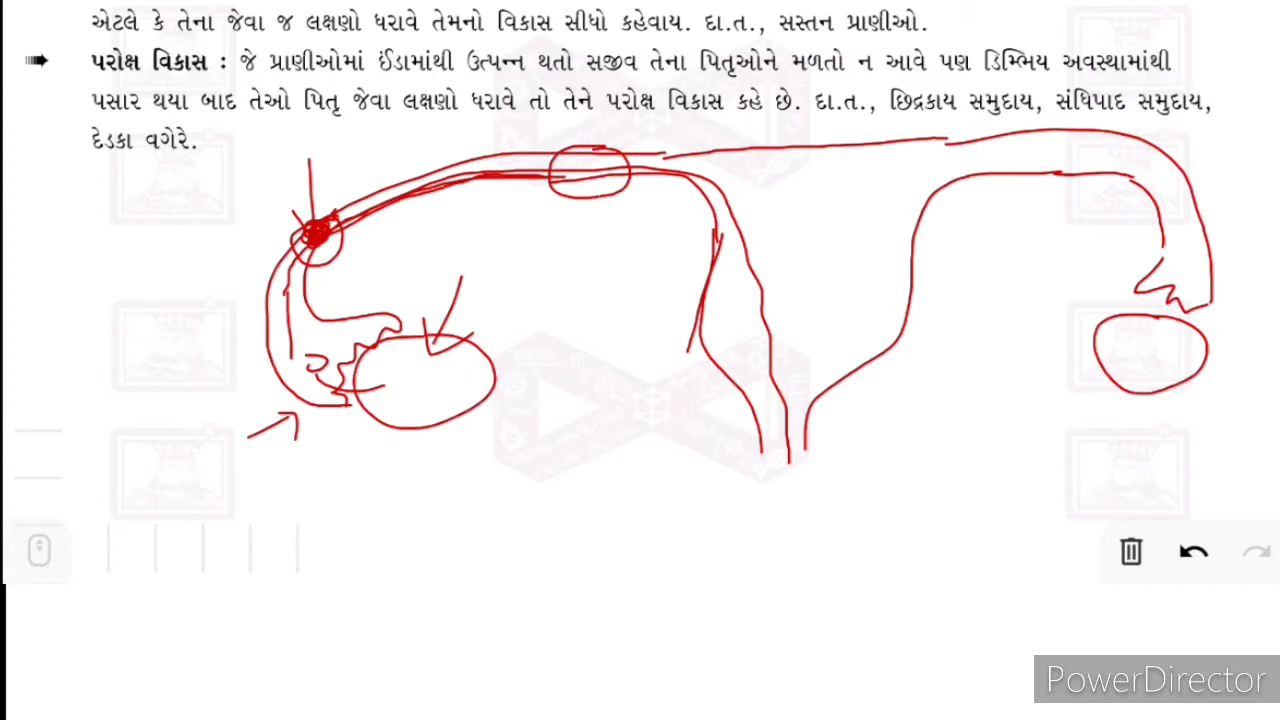 એટલે કે તેના જેવા જ લક્ષણો ધરાવે તેમનો વિકાસ સીધો કહેવાય. દા.ત., સસ્તન પ્રાણીઓ.
➠ પરોક્ષ વિકાસ : જે પ્રાણીઓમાં ઈંડામાંથી ઉત્પન્ન થતો સજીવ તેના પિતૃઓને મળતો ન આવે પણ ડિમ્ભિય અવસ્થામાંથી
પસાર થયા બાદ તેઓ પિતૃ જેવા લક્ષણો ધરાવે તો તેને પરોક્ષ વિકાસ કહે છે. દા.ત., છિદ્રકાય સમુદાય, સંધિપાદ સમુદાય,
દેડકા વગેરે.
PowerDirector